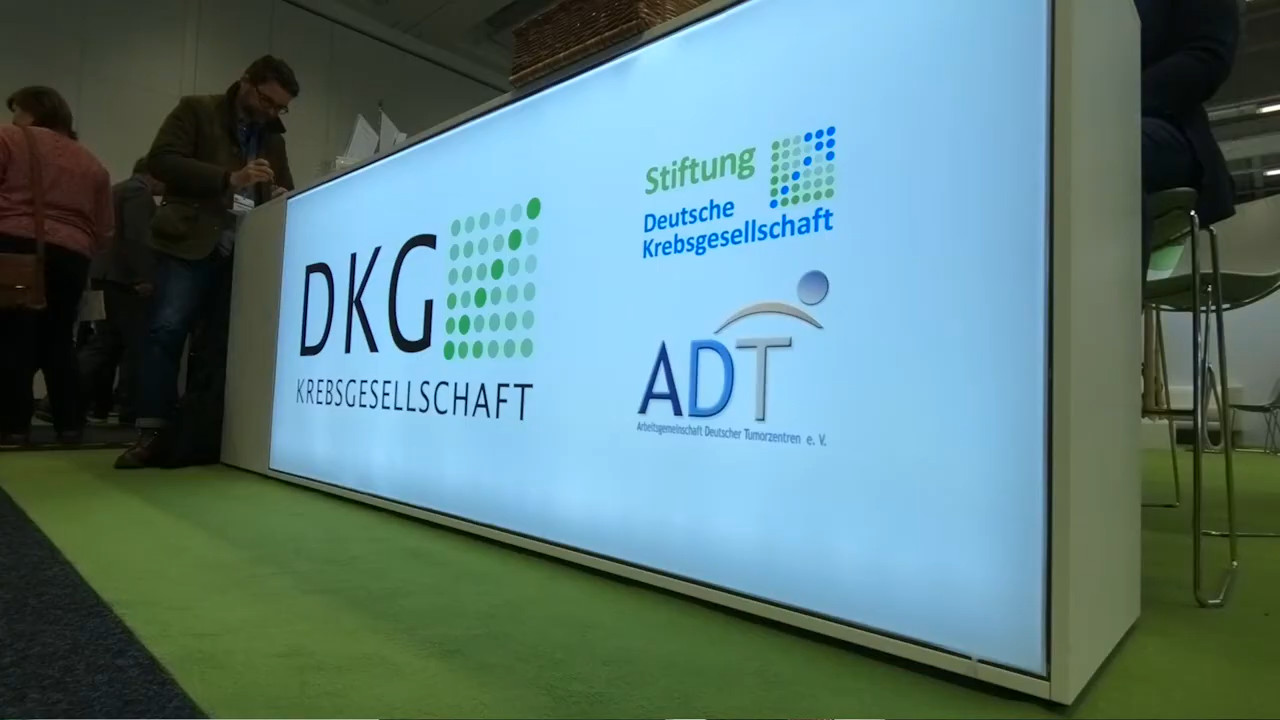 DKG
KREBSGESELLSCHAFT
Stiftung
Deutsche
Krebsgesellschaft
ADT
Arbeitsgemeinschaft Deutscher Tumorzentren e. V.